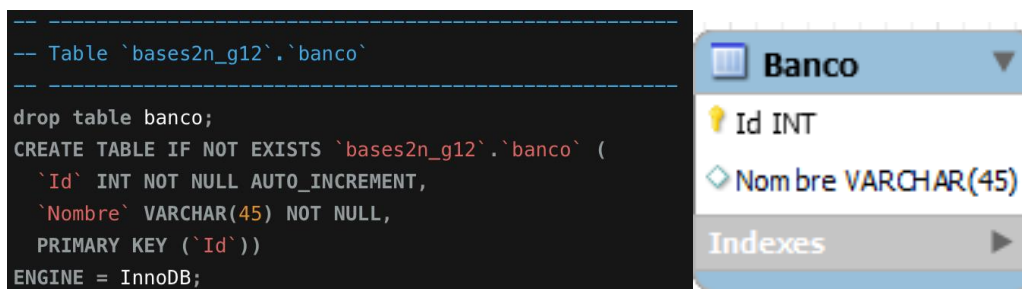 -- -----------------------------------------------------
-- Table `bases2n_g12`.`banco`
-- -----------------------------------------------------
drop table banco;
CREATE TABLE IF NOT EXISTS `bases2n_g12`.`banco` (
`Id` INT NOT NULL AUTO_INCREMENT,
`Nombre` VARCHAR(45) NOT NULL,
PRIMARY KEY (`Id`))
ENGINE = InnoDB;
Banco
Id INT
Nombre VARCHAR(45)
Indexes